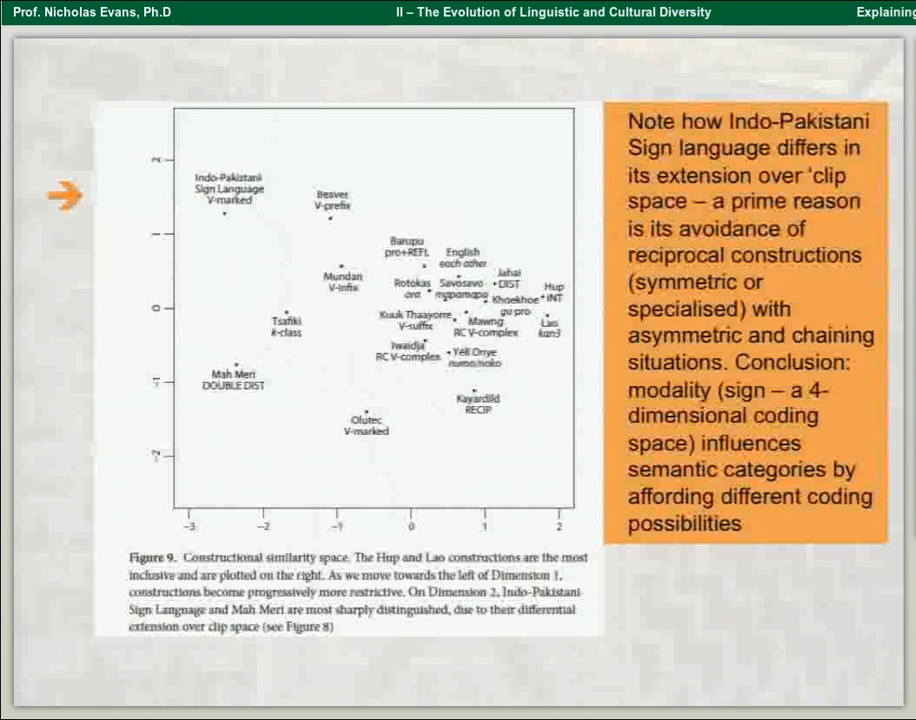 Prof. Nicholas Evans, Ph.D
II – The Evolution of Linguistic and Cultural Diversity
Explaining
2
1
0
-1
-2
-3
-2
-1
0
1
2
Indo-Pakistani
Sign Language
V-marked
Beaver
V-prefix
Barupu
pro+REFL
English
each other
Mundan
V-infix
Rotokas
ora
Savosavo
mapamapa
Jahai
DIST
Khoekhoe
gu pro
Hup
INT
Lao
kan3
Tsafiki
k-class
Kuuk Thaayorre
V-suffix
Mawng
RC V-complex
Iwaidja
RC V-complex
Yélî Dnye
numo/noko
Mah Meri
DOUBLE DIST
Kayardild
RECIP
Olutec
V-marked
Figure 9. Constructional similarity space. The Hup and Lao constructions are the most
inclusive and are plotted on the right. As we move towards the left of Dimension 1,
constructions become progressively more restrictive. On Dimension 2, Indo-Pakistani
Sign Language and Mah Meri are most sharply distinguished, due to their differential
extension over clip space (see Figure 8)
Note how Indo-Pakistani
Sign language differs in
its extension over ‘clip
space – a prime reason
is its avoidance of
reciprocal constructions
(symmetric or
specialised) with
asymmetric and chaining
situations. Conclusion:
modality (sign – a 4-
dimensional coding
space) influences
semantic categories by
affording different coding
possibilities